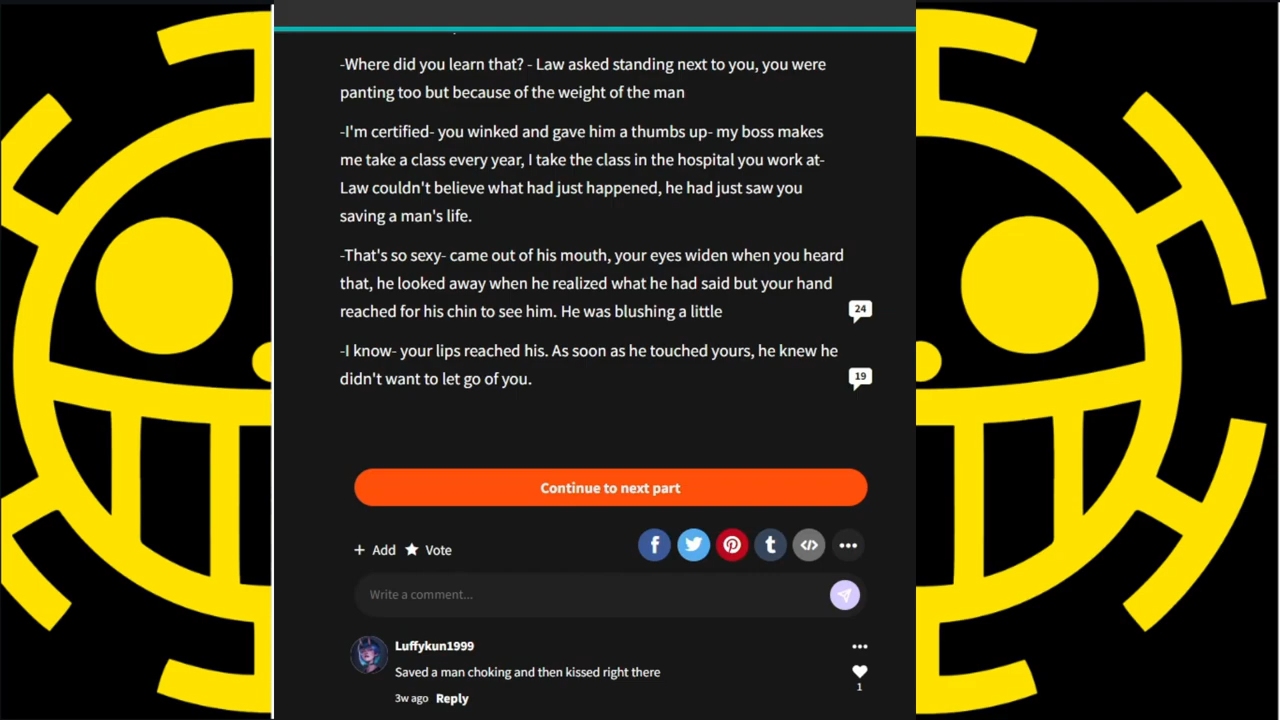 -Where did you learn that? - Law asked standing next to you, you were
panting too but because of the weight of the man
-I'm certified- you winked and gave him a thumbs up- my boss makes
me take a class every year, I take the class in the hospital you work at-
Law couldn't believe what had just happened, he had just saw you
saving a man's life.
-That's so sexy- came out of his mouth, your eyes widen when you heard
that, he looked away when he realized what he had said but your hand
reached for his chin to see him. He was blushing a little
24
-I know- your lips reached his. As soon as he touched yours, he knew he
didn't want to let go of you.
19
Continue to next part
+ Add ★ Vote
Write a comment...
Luffykun1999
Saved a man choking and then kissed right there
1
3w ago Reply